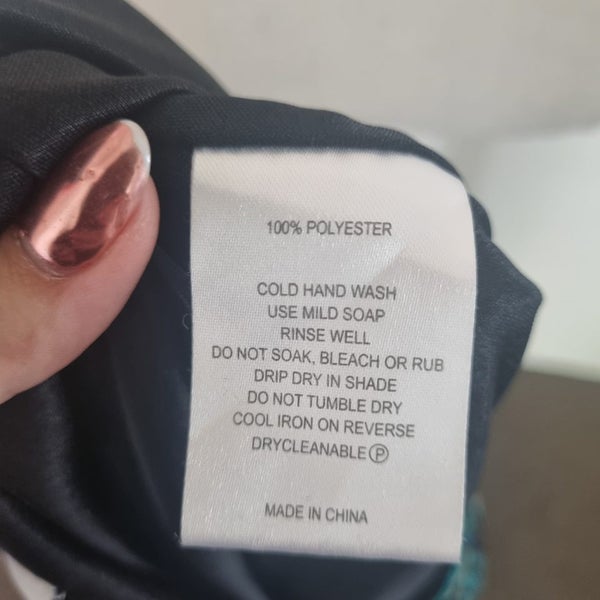 100% POLYESTER
COLD HAND WASH
USE MILD SOAP
RINSE WELL
DO NOT SOAK, BLEACH OR RUB
DRIP DRY IN SHADE
DO NOT TUMBLE DRY
COOL IRON ON REVERSE
DRYCLEANABLE Ⓟ
MADE IN CHINA